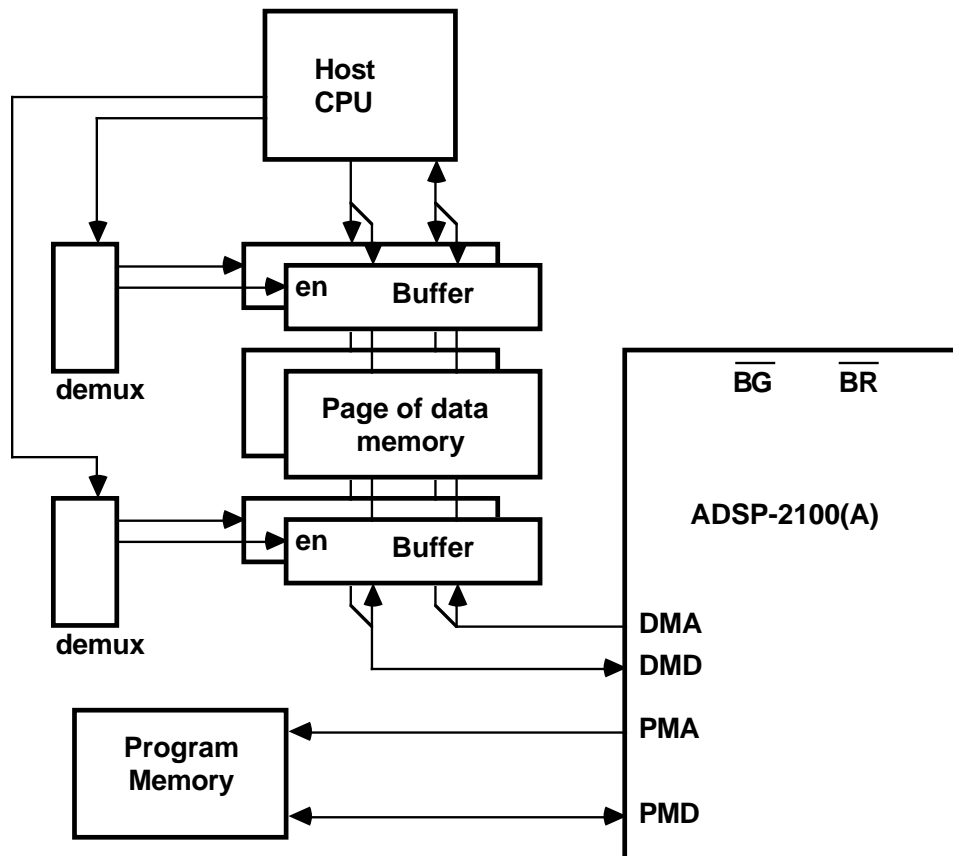 Host
CPU
en
Buffer
demux
BG
BR
Page of data
memory
ADSP-2100(A)
en
Buffer
DMA
demux
DMD
PMA
Program
Memory
PMD